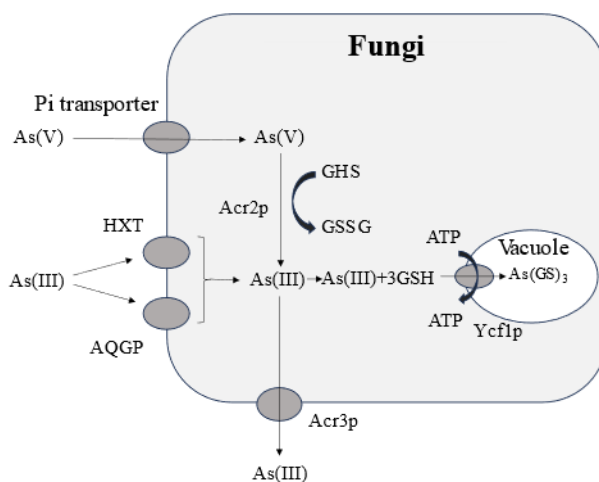 Fungi
Pi transporter
As(V)
As(V)
GHS
Acr2p
GSSG
HXT
ATP
Vacuole
As(III)
As(III)
As(III)+3GSH
As(GS)3
ATP
Ycf1p
AQGP
Acr3p
As(III)